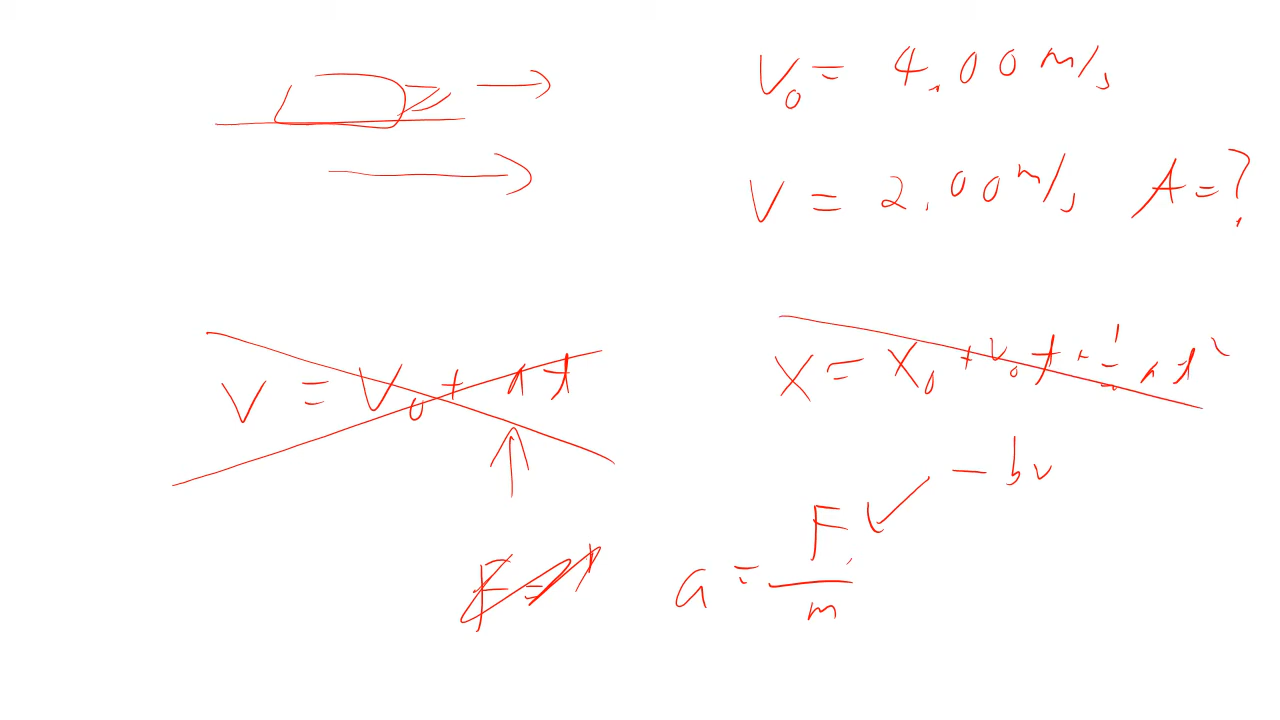 V₀ = 4.00 m/s
V = 2.00 m/s A = ?
V = V₀ + at
X = X₀ + V₀t + ½at²
- bv
a = F/m